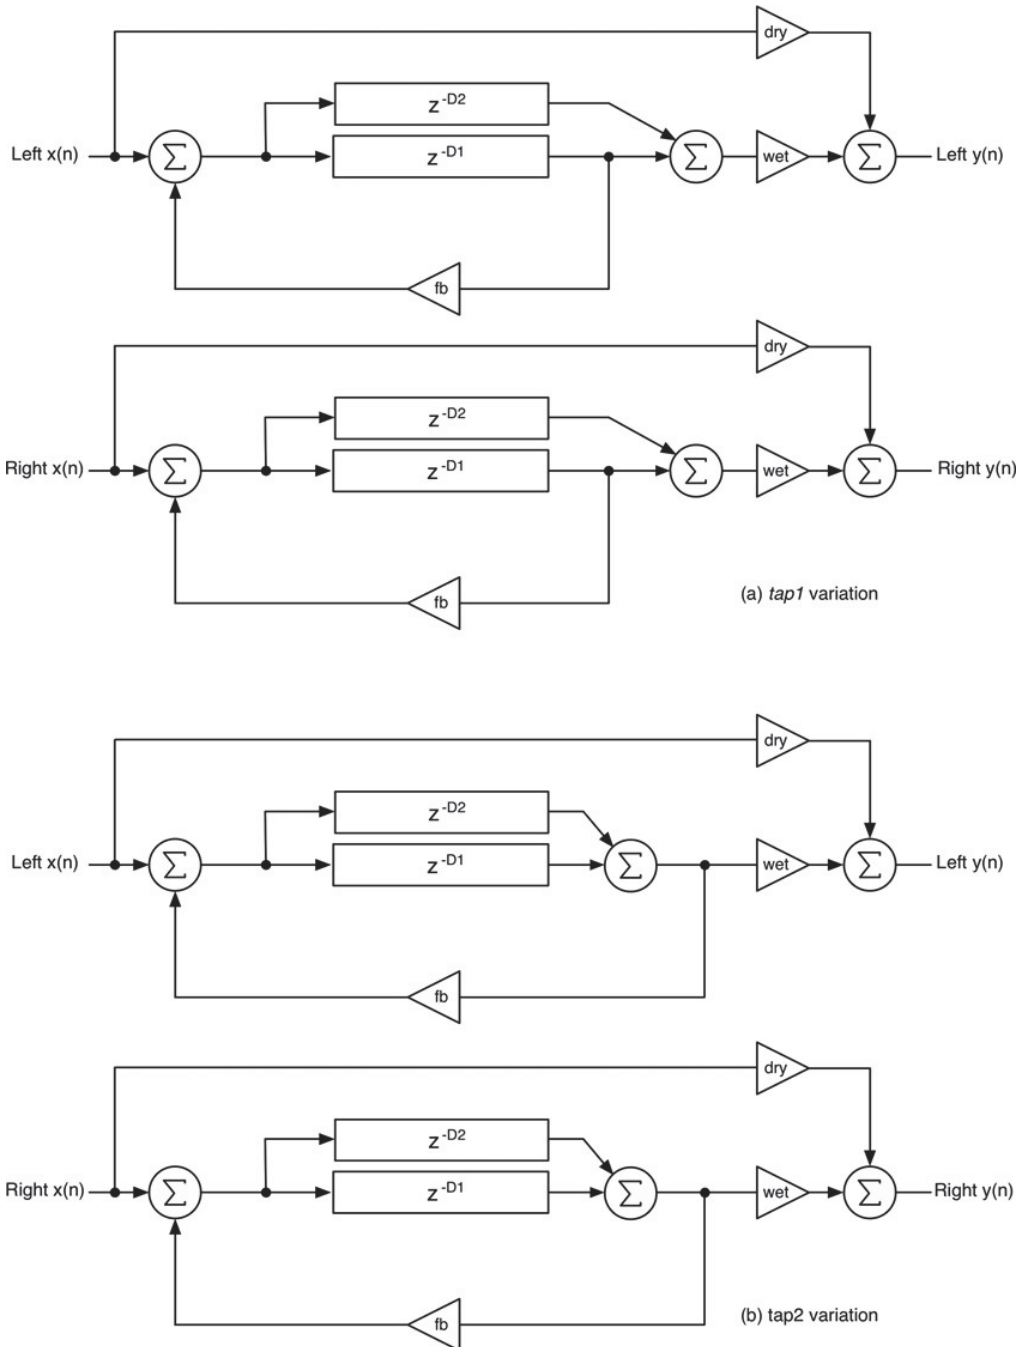 dry
z-D2
Left x(n) Σ z-D1 Σ wet Σ Left y(n)
fb
dry
z-D2
Right x(n) Σ z-D1 Σ wet Σ Right y(n)
fb
(a) tap1 variation
dry
z-D2
Left x(n) Σ z-D1 Σ wet Σ Left y(n)
fb
dry
z-D2
Right x(n) Σ z-D1 Σ wet Σ Right y(n)
fb
(b) tap2 variation